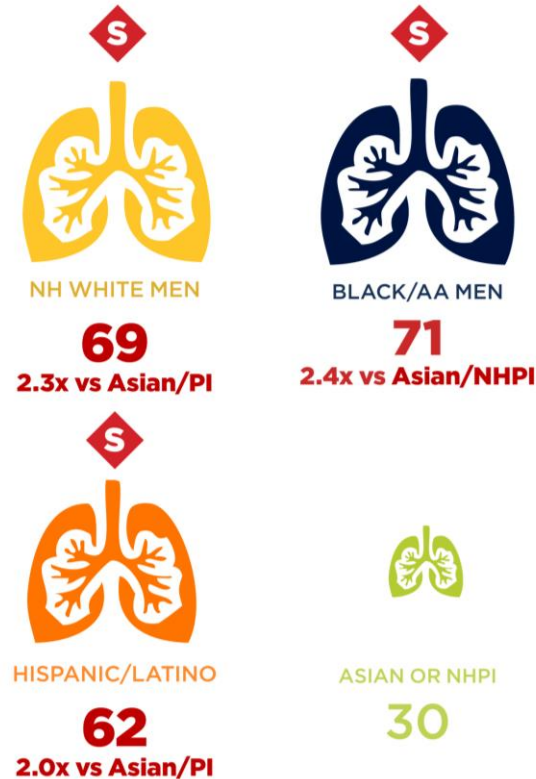 S
S
NH WHITE MEN
BLACK/AA MEN
69
71
2.3x vs Asian/PI
2.4x vs Asian/NHPI
S
HISPANIC/LATINO
ASIAN OR NHPI
62
30
2.0x vs Asian/PI